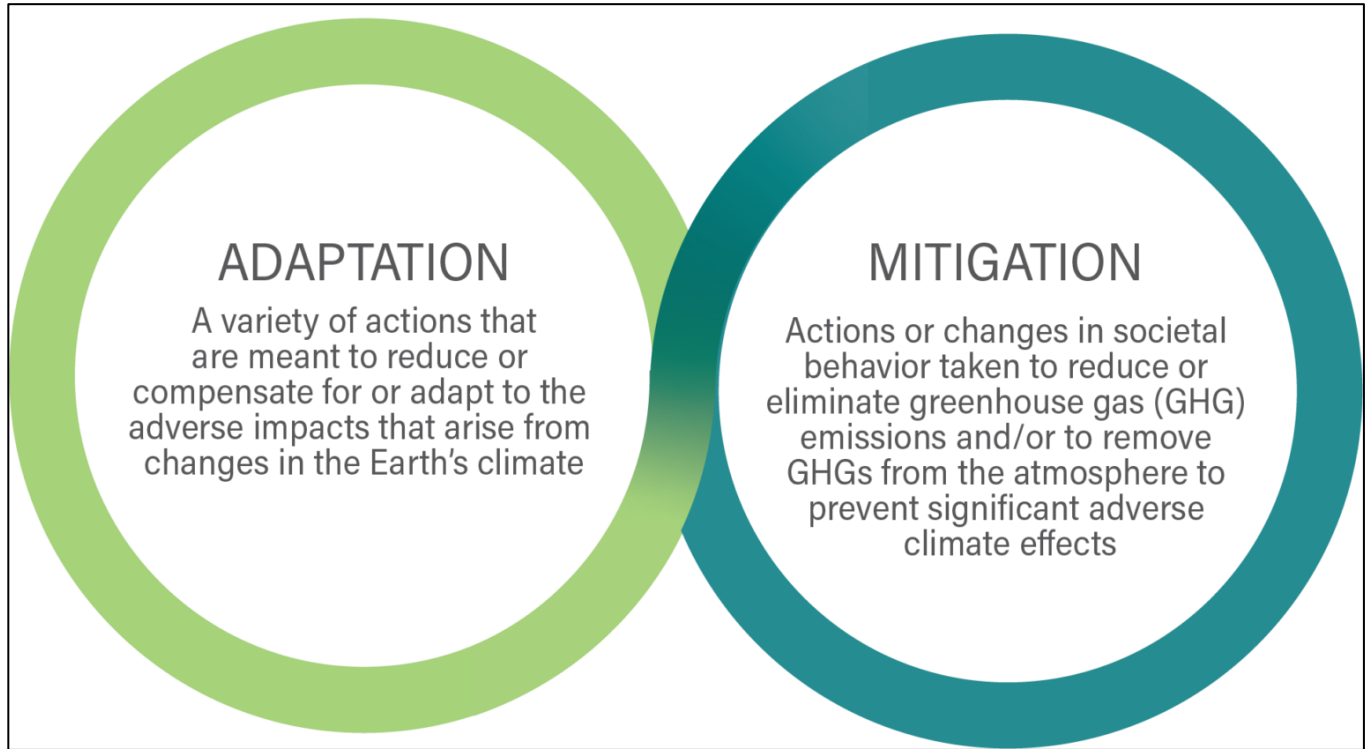 ADAPTATION
A variety of actions that
are meant to reduce or
compensate for or adapt to the
adverse impacts that arise from
changes in the Earth's climate
MITIGATION
Actions or changes in societal
behavior taken to reduce or
eliminate greenhouse gas (GHG)
emissions and/or to remove
GHGs from the atmosphere to
prevent significant adverse
climate effects